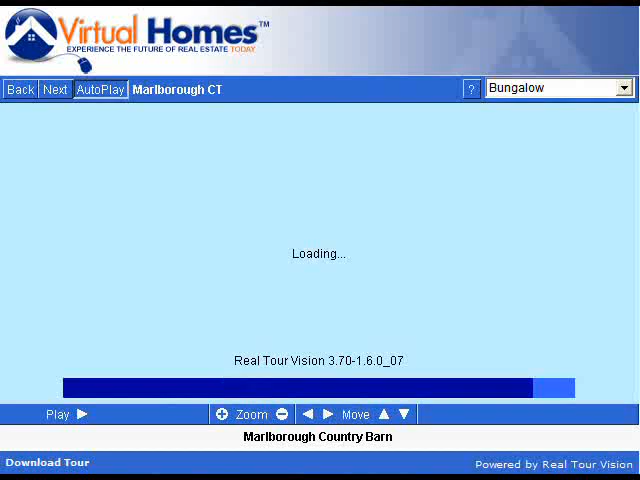 Virtual Homes™
EXPERIENCE THE FUTURE OF REAL ESTATE TODAY
Back Next AutoPlay Marlborough CT ? Bungalow
Loading...
Real Tour Vision 3.70-1.6.0_07
Play Zoom Move
Marlborough Country Barn
Download Tour Powered by Real Tour Vision